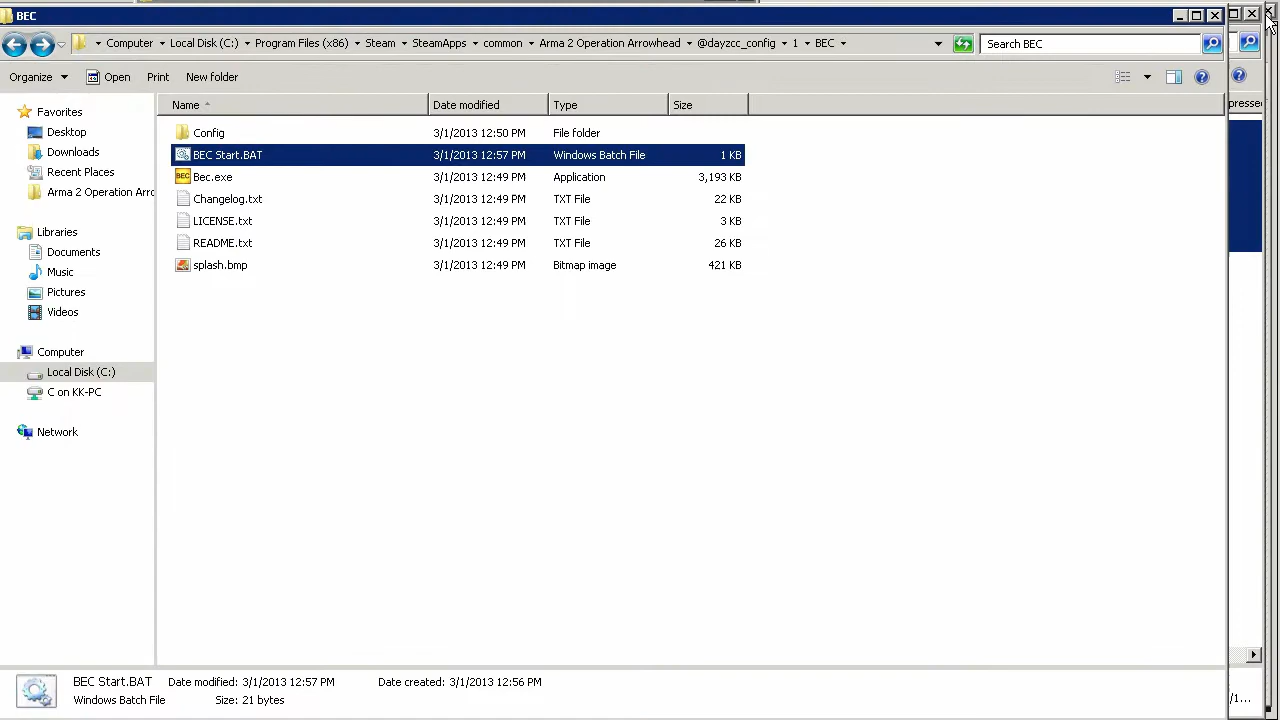 BEC
Computer Local Disk (C:) Program Files (x86) Steam SteamApps common Arma 2 Operation Arrowhead @dayzcc_config 1 BEC Search BEC
Organize Open Print New folder
Name Date modified Type Size
Favorites
Desktop
Downloads
Recent Places
Arma 2 Operation Arro
Libraries
Documents
Music
Pictures
Videos
Computer
Local Disk (C:)
C on KK-PC
Network
Config 3/1/2013 12:50 PM File folder
BEC Start.BAT 3/1/2013 12:57 PM Windows Batch File 1 KB
BEC Bec.exe 3/1/2013 12:49 PM Application 3,193 KB
Changelog.txt 3/1/2013 12:49 PM TXT File 22 KB
LICENSE.txt 3/1/2013 12:49 PM TXT File 3 KB
README.txt 3/1/2013 12:49 PM TXT File 26 KB
splash.bmp 3/1/2013 12:49 PM Bitmap image 421 KB
pressed
BEC Start.BAT Date modified: 3/1/2013 12:57 PM Date created: 3/1/2013 12:56 PM
Windows Batch File Size: 21 bytes
/1...